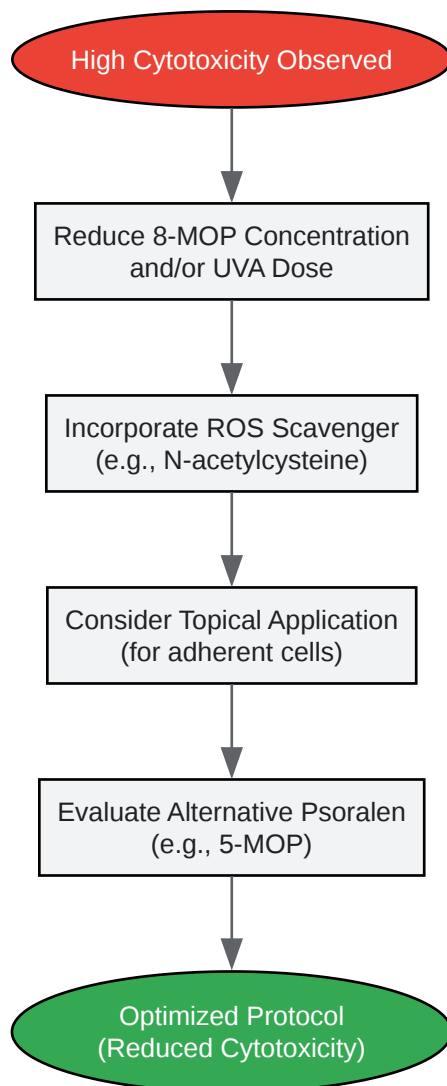 High Cytotoxicity Observed
Reduce 8-MOP Concentration
and/or UVA Dose
Incorporate ROS Scavenger
(e.g., N-acetylcysteine)
Consider Topical Application
(for adherent cells)
Evaluate Alternative Psoralen
(e.g., 5-MOP)
Optimized Protocol
(Reduced Cytotoxicity)